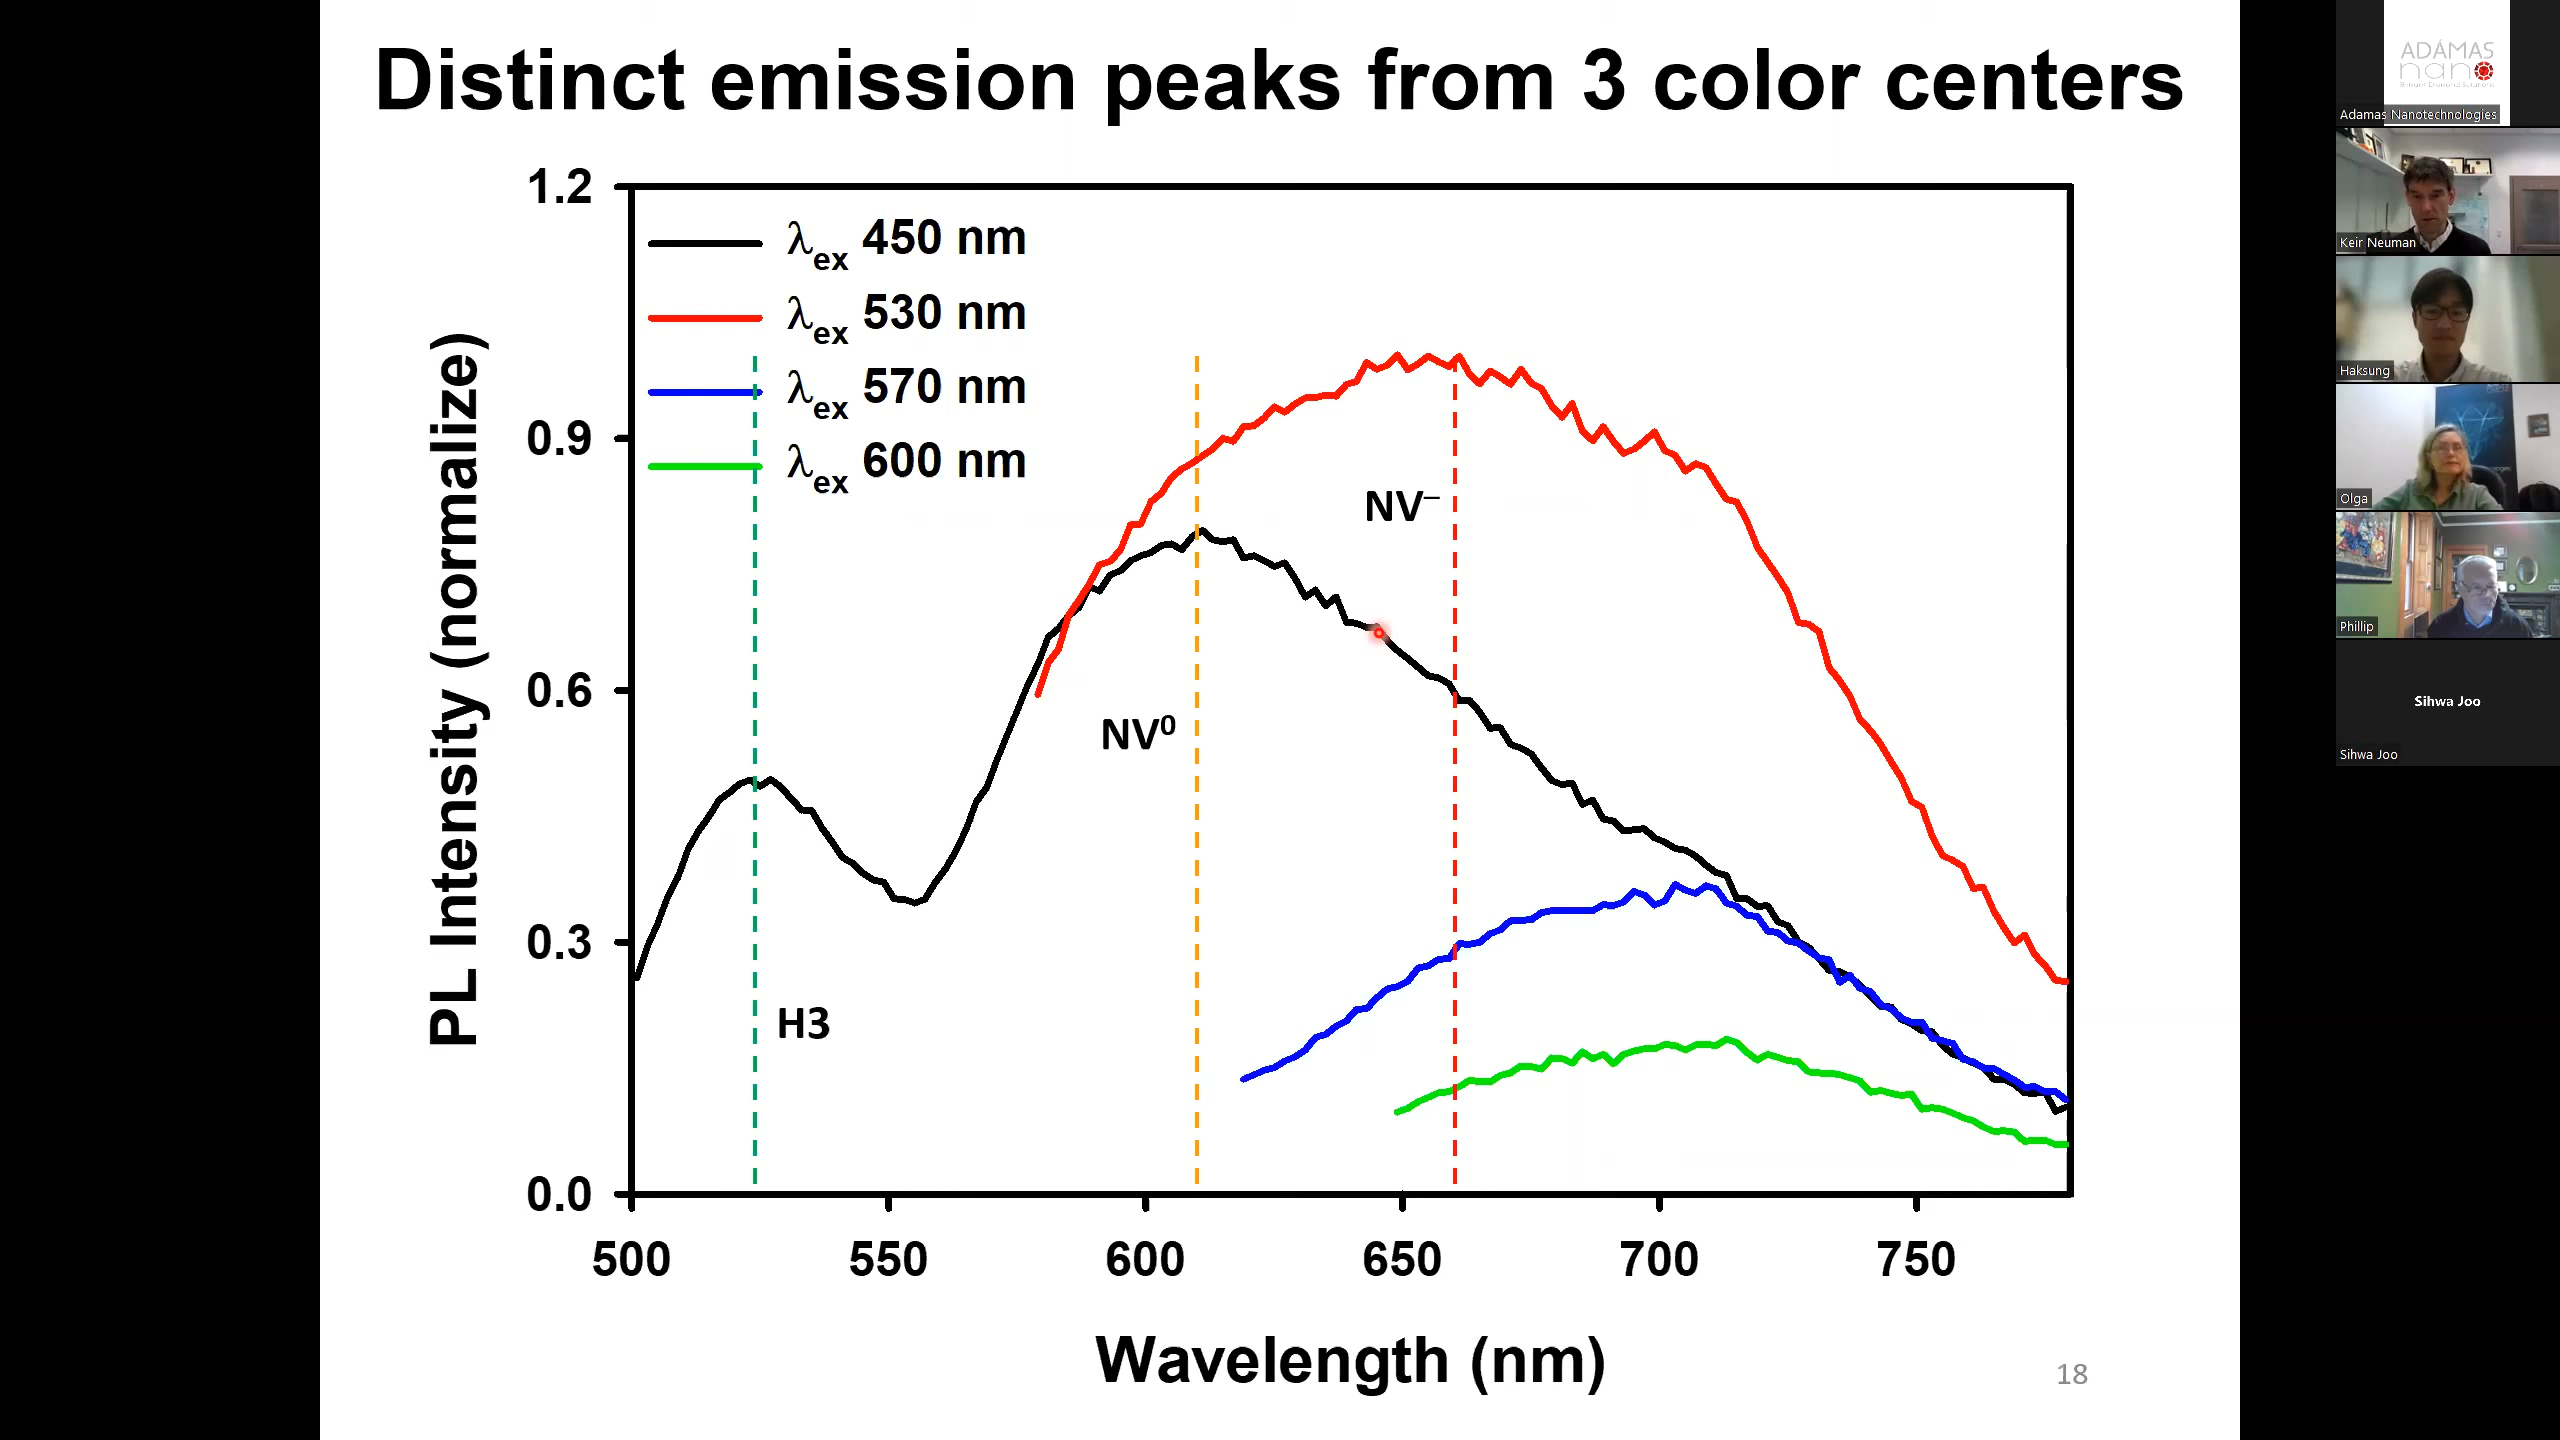 Distinct emission peaks from 3 color centers
PL Intensity (normalize)
1.2
0.9
0.6
0.3
0.0
λex 450 nm
λex 530 nm
λex 570 nm
λex 600 nm
NV–
NV0
H3
500
550
600
650
700
750
Wavelength (nm)
18
ADÁMAS
nano
Adamas Nanotechnologies
Keir Neuman
Haksung
Olga
Phillip
Sihwa Joo
Sihwa Joo